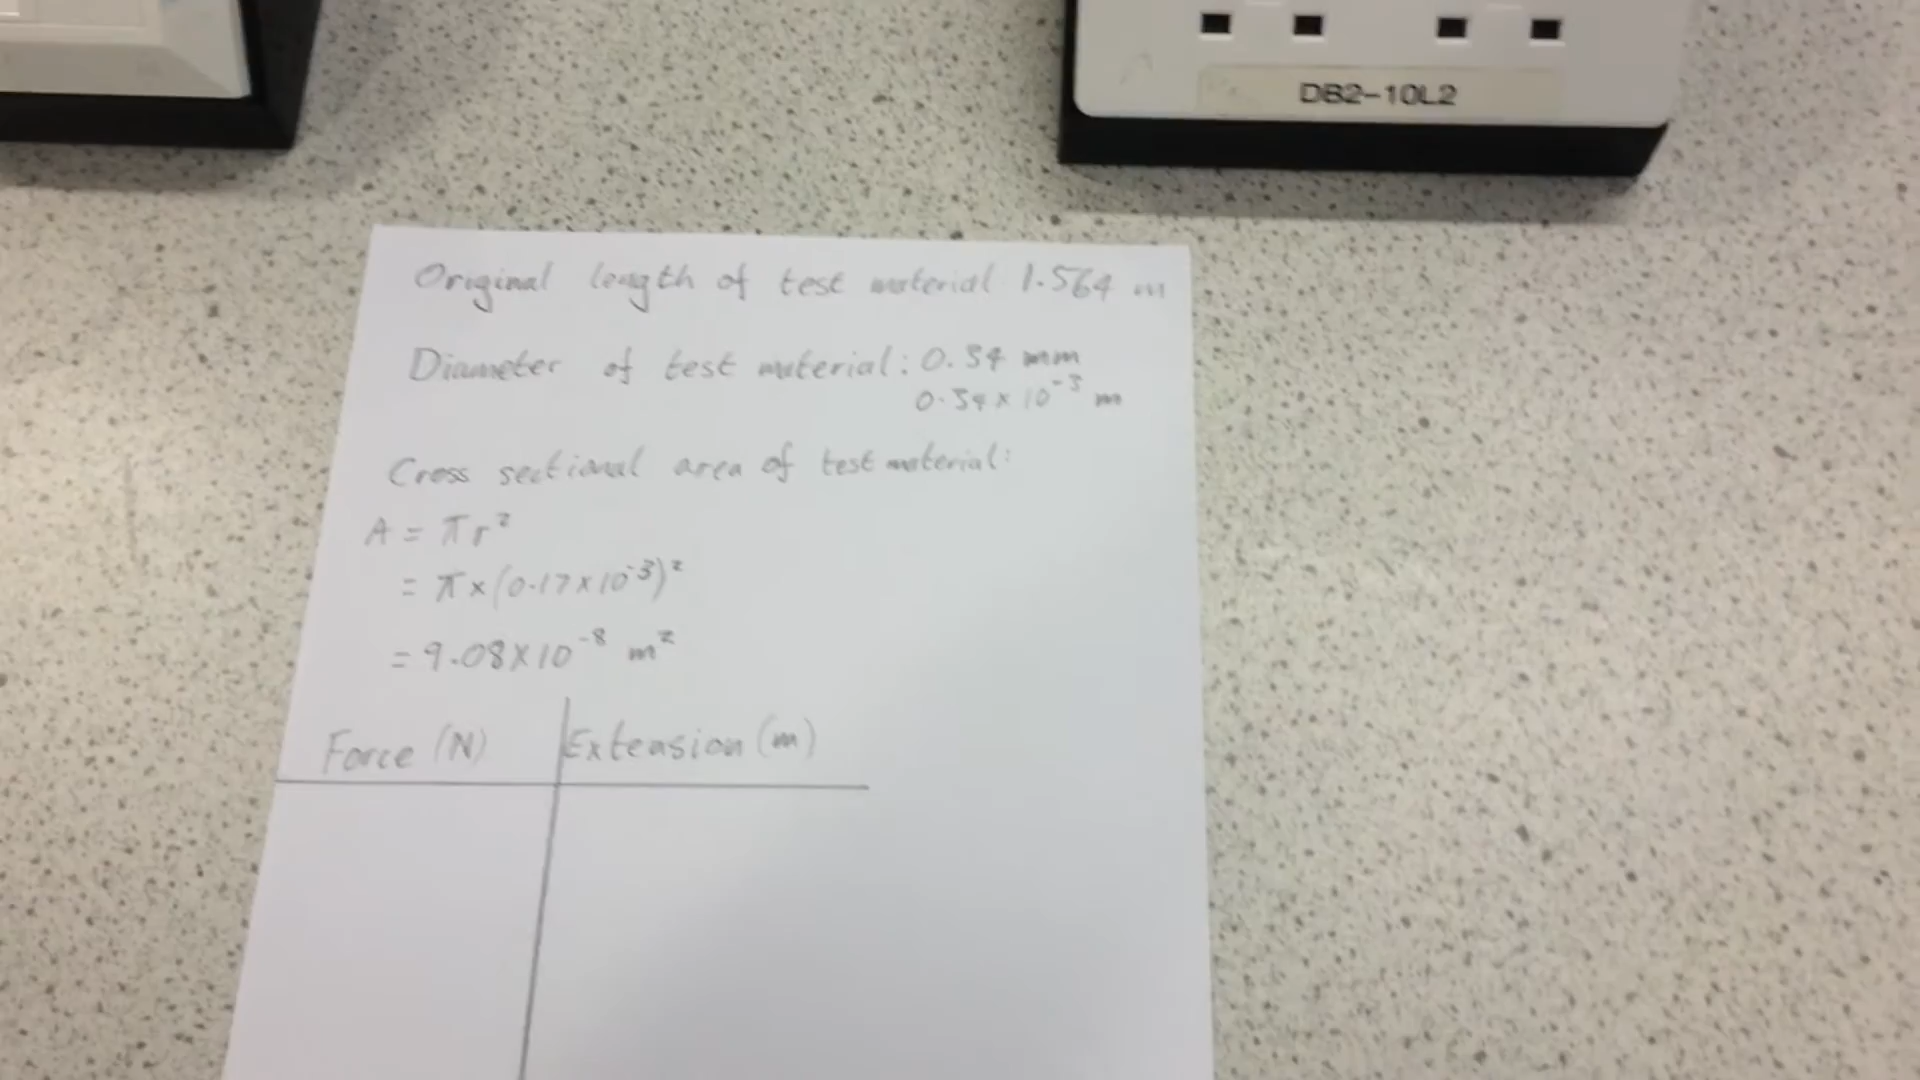 DB2-10L2
Original length of test material 1.564 m
Diameter of test material: 0.34 mm
0.34 × 10⁻³ m
Cross sectional area of test material:
A = πr²
= π × (0.17 × 10⁻³)²
= 9.08 × 10⁻⁸ m²
Force (N) Extension (m)